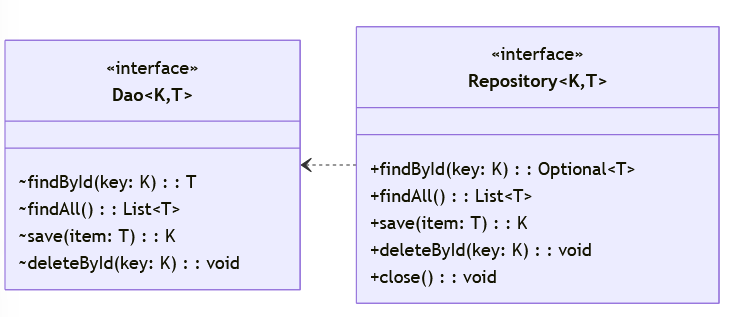 «interface»
Dao<K,T>
~findById(key: K) : : T
~findAll() : : List<T>
~save(item: T) : : K
~deleteById(key: K) : : void
«interface»
Repository<K,T>
+findById(key: K) : : Optional<T>
+findAll() : : List<T>
+save(item: T) : : K
+deleteById(key: K) : : void
+close() : : void